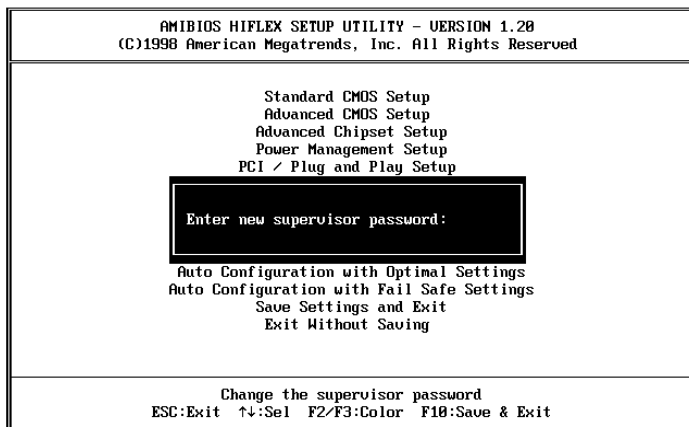 AMIBIOS HIFLEX SETUP UTILITY - VERSION 1.20
(C)1998 American Megatrends, Inc. All Rights Reserved
Standard CMOS Setup
Advanced CMOS Setup
Advanced Chipset Setup
Power Management Setup
PCI / Plug and Play Setup
Enter new supervisor password:
Auto Configuration with Optimal Settings
Auto Configuration with Fail Safe Settings
Save Settings and Exit
Exit Without Saving
Change the supervisor password
ESC:Exit ↑↓:Sel F2/F3:Color F10:Save & Exit